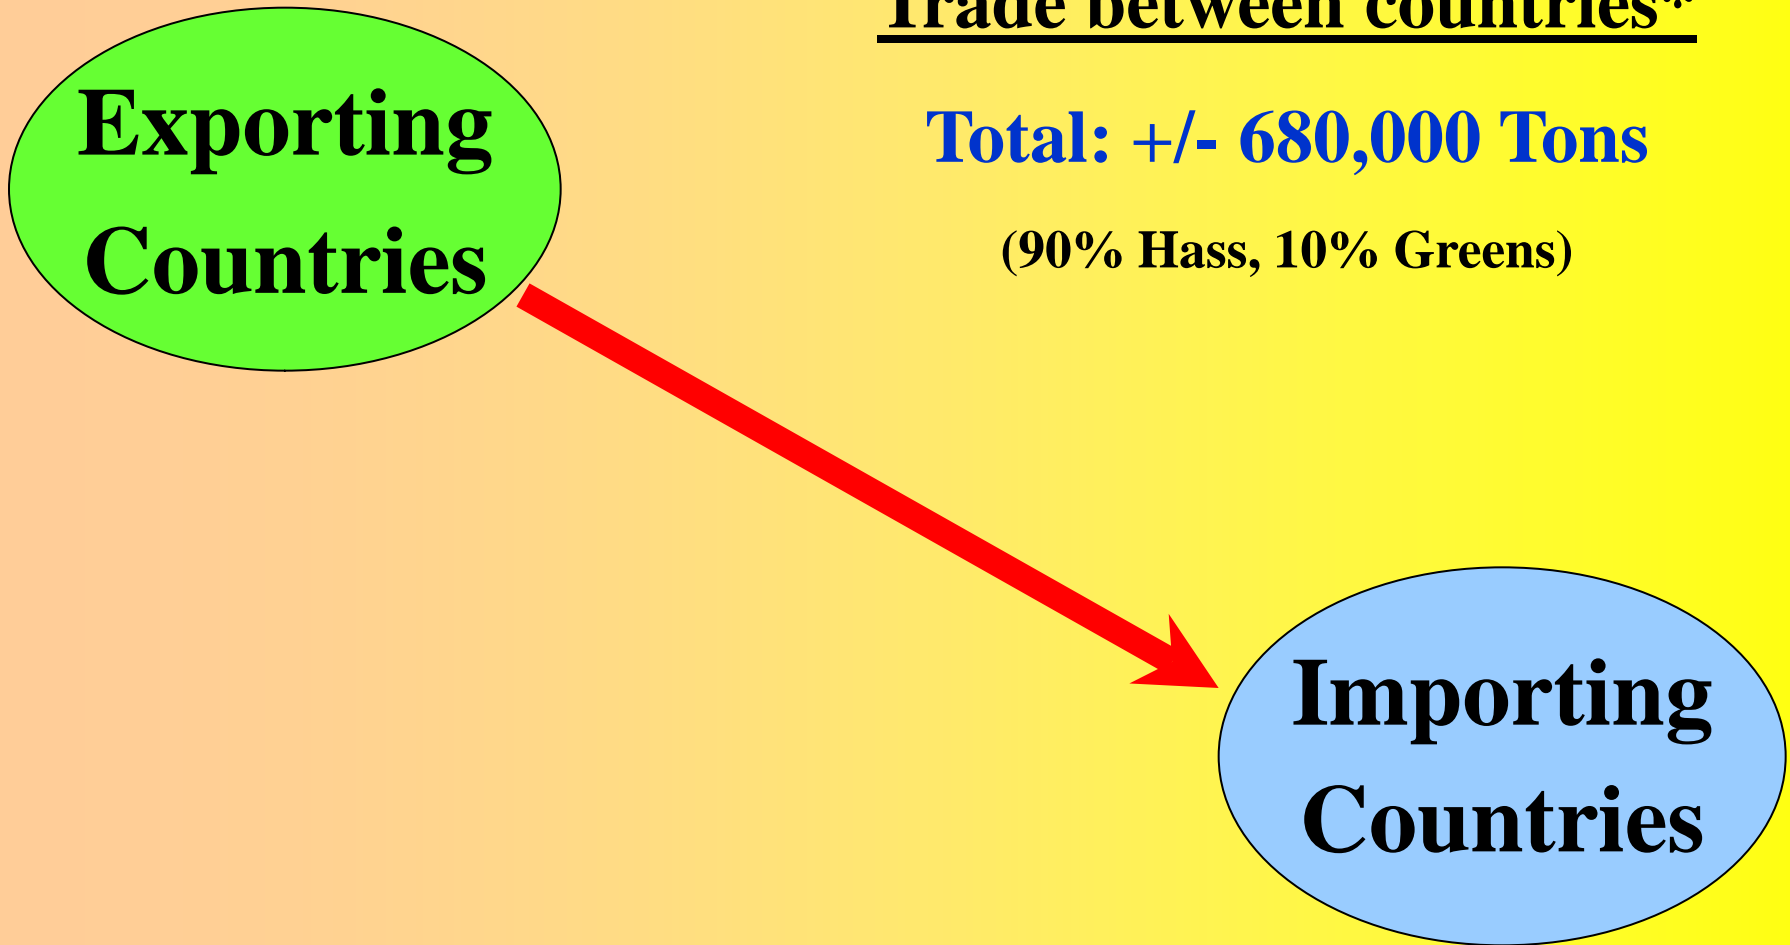 Trade between countries*
Exporting
Countries
Total: +/- 680,000 Tons
(90% Hass, 10% Greens)
Importing
Countries